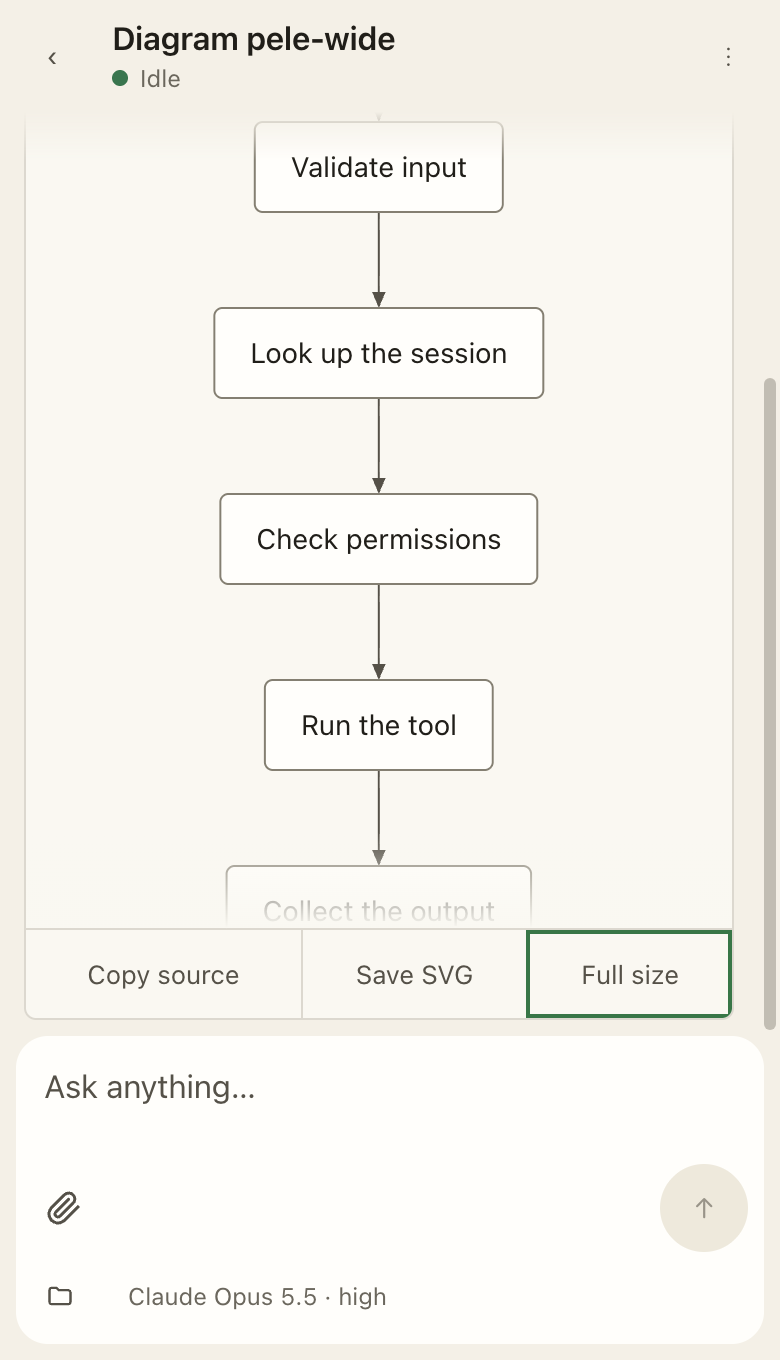 Diagram pele-wide
Idle
Validate input
Look up the session
Check permissions
Run the tool
Collect the output
Copy source
Save SVG
Full size
Ask anything...
Claude Opus 5.5 · high